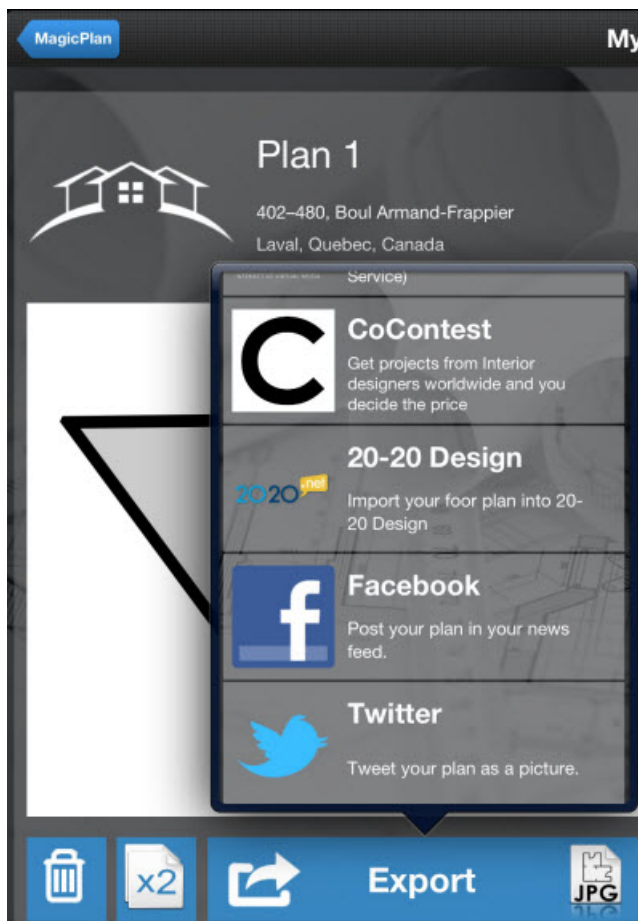 MagicPlan
My
Plan 1
402–480, Boul Armand-Frappier
Laval, Quebec, Canada
Service)
CoContest
Get projects from Interior
designers worldwide and you
decide the price
2020.net
20-20 Design
Import your foor plan into 20-
20 Design
Facebook
Post your plan in your news
feed.
Twitter
Tweet your plan as a picture.
x2
Export
JPG